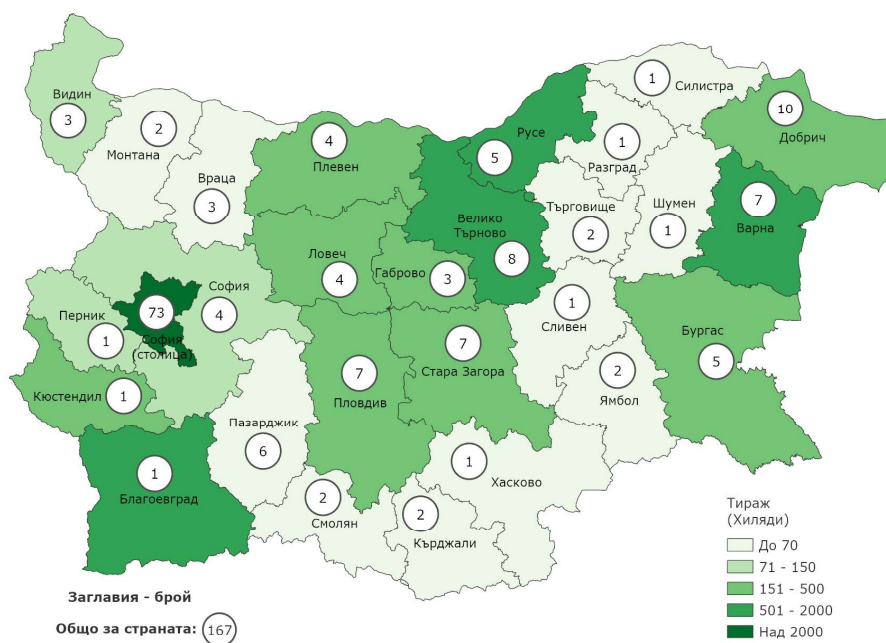 Видин
3
2
Монтана
Враца
3
4
Плевен
Русе
5
1
Силистра
1
Разград
10
Добрич
Велико
Търново
8
Търговище
2
Шумен
1
7
Варна
Ловеч
4
Габрово
3
София
4
73
София
(столица)
Перник
1
Кюстендил
1
1
Сливен
7
Стара Загора
Бургас
5
7
Пловдив
2
Ямбол
Пазарджик
6
1
Благоевград
1
Хасково
2
Смолян
2
Кърджали
Тираж
(Хиляди)
До 70
71 - 150
151 - 500
501 - 2000
Над 2000
Заглавия - брой
Общо за страната: 167